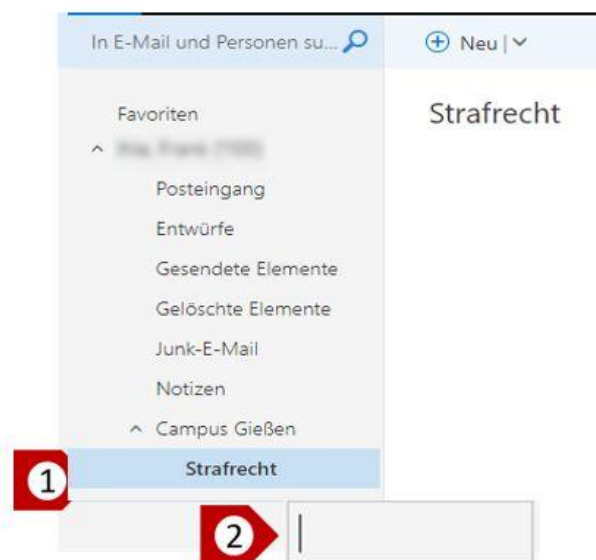 In E-Mail und Personen su...
Neu
Strafrecht
Favoriten
Posteingang
Entwürfe
Gesendete Elemente
Gelöschte Elemente
Junk-E-Mail
Notizen
Campus Gießen
Strafrecht
1
2